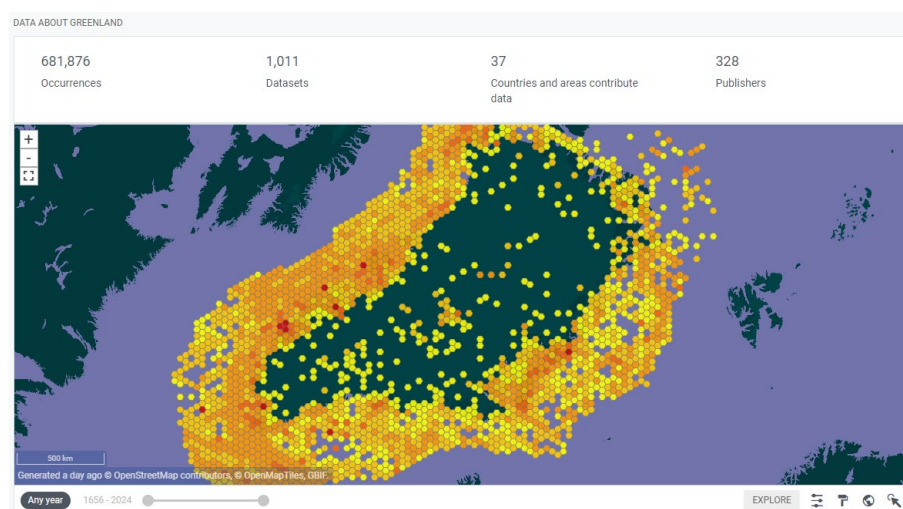 DATA ABOUT GREENLAND
681,876
Occurrences
1,011
Datasets
37
Countries and areas contribute
data
328
Publishers
+
-
500 km
Generated a day ago © OpenStreetMap contributors, © OpenMapTiles, GBIF.
Any year
1656 - 2024
EXPLORE